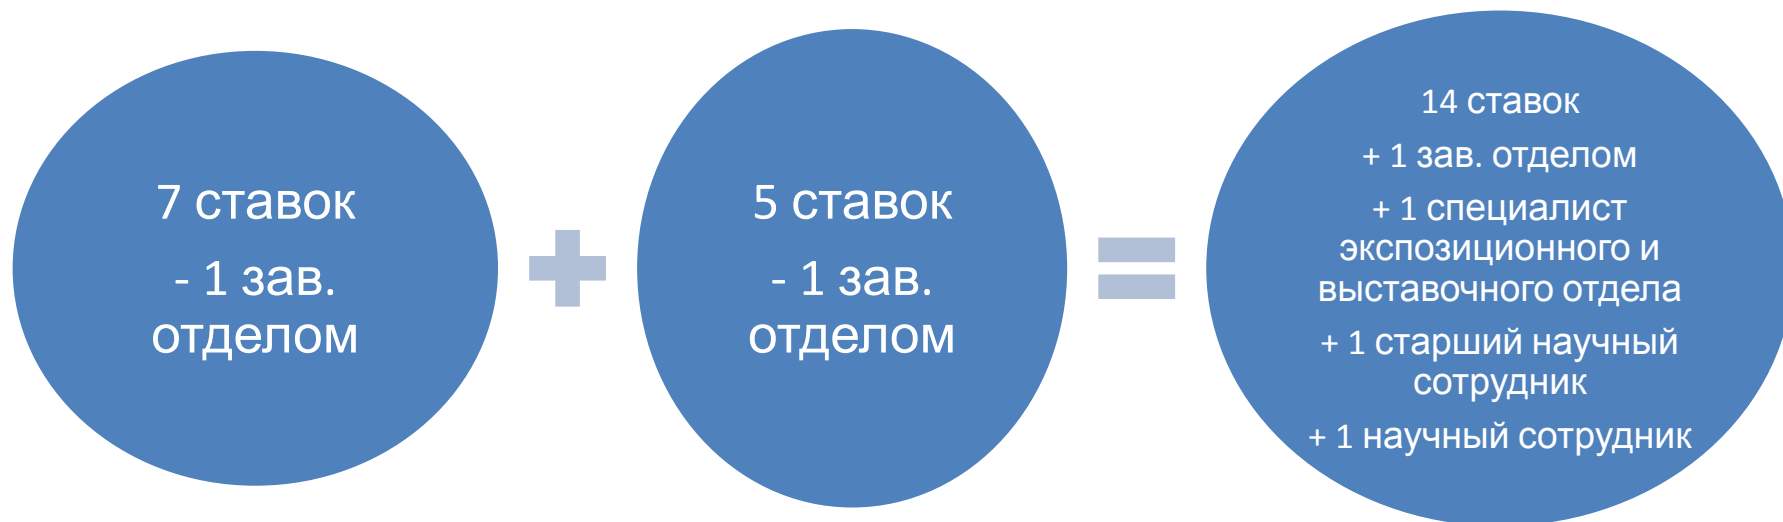 7 ставок
- 1 зав.
отделом
5 ставок
- 1 зав.
отделом
14 ставок
+ 1 зав. отделом
+ 1 специалист
экспозиционного и
выставочного отдела
+ 1 старший научный
сотрудник
+ 1 научный сотрудник